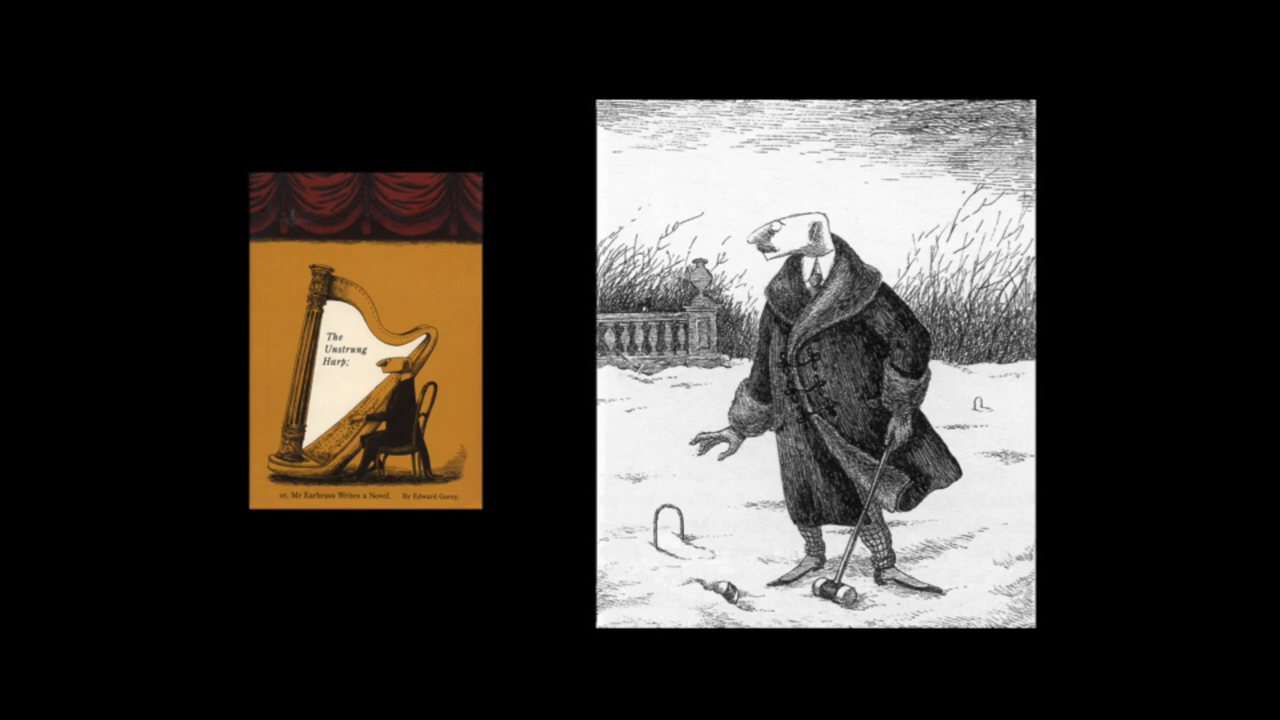 The
Unstrung
Harp;
or, Mr Earbrass Writes a Novel. By Edward Gorey.